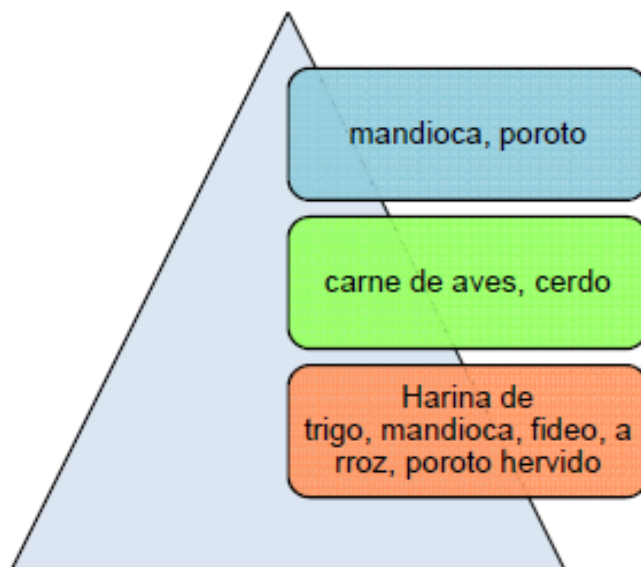 mandioca, poroto
carne de aves, cerdo
Harina de
trigo, mandioca, fideo, a
rroz, poroto hervido